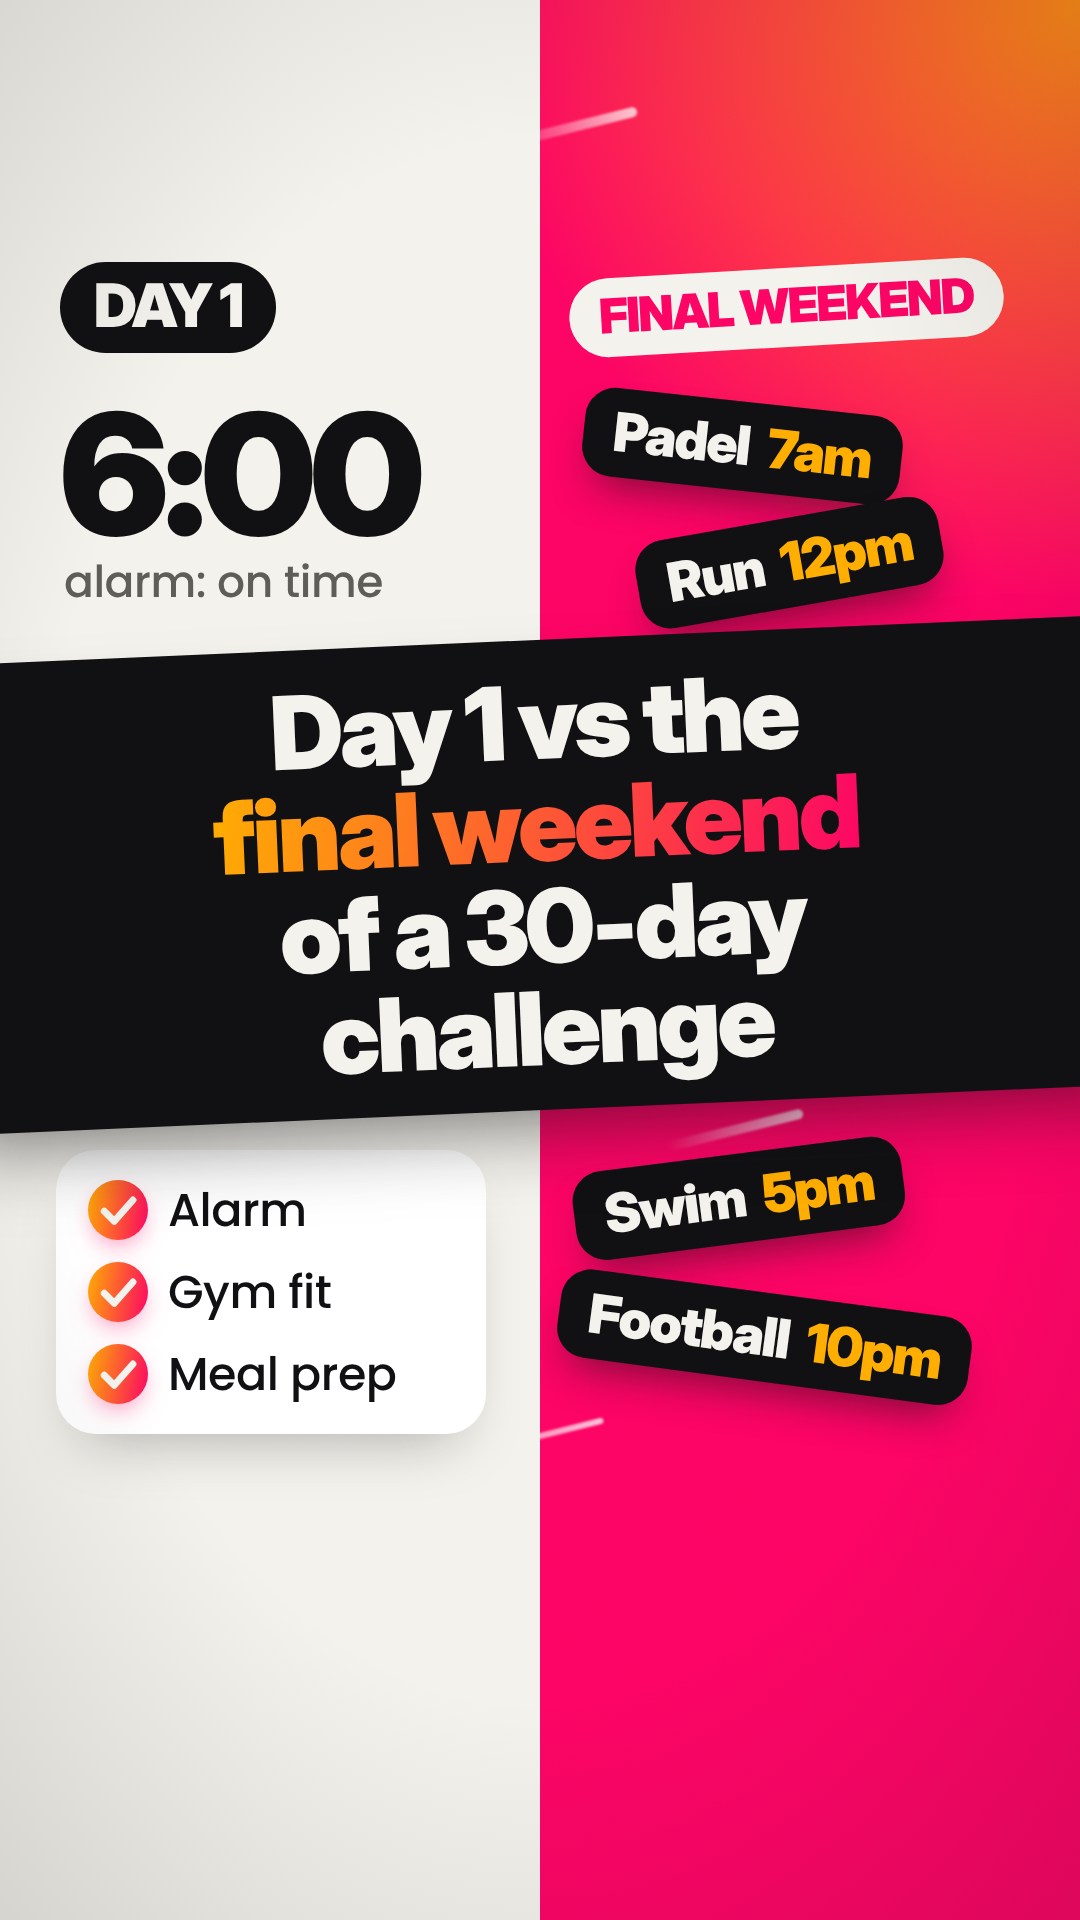 DAY 1
6:00
alarm: on time
FINAL WEEKEND
Padel 7am
Run 12pm
Day 1 vs the
final weekend
of a 30-day
challenge
Alarm
Gym fit
Meal prep
Swim 5pm
Football 10pm